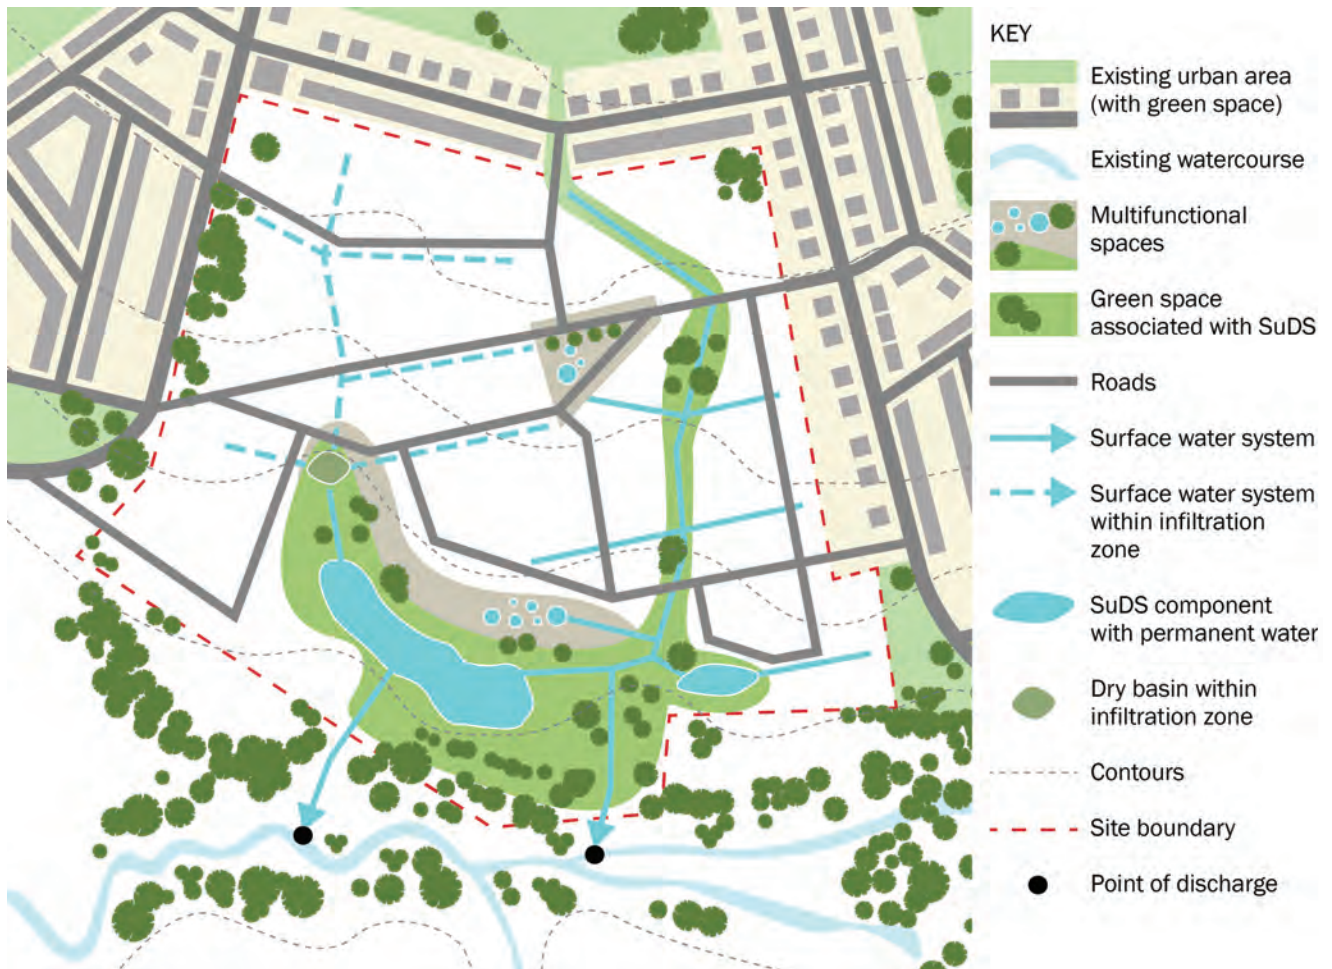 KEY
Existing urban area
(with green space)
Existing watercourse
Multifunctional
spaces
Green space
associated with SuDS
Roads
Surface water system
Surface water system
within infiltration
zone
SuDS component
with permanent water
Dry basin within
infiltration zone
Contours
Site boundary
Point of discharge